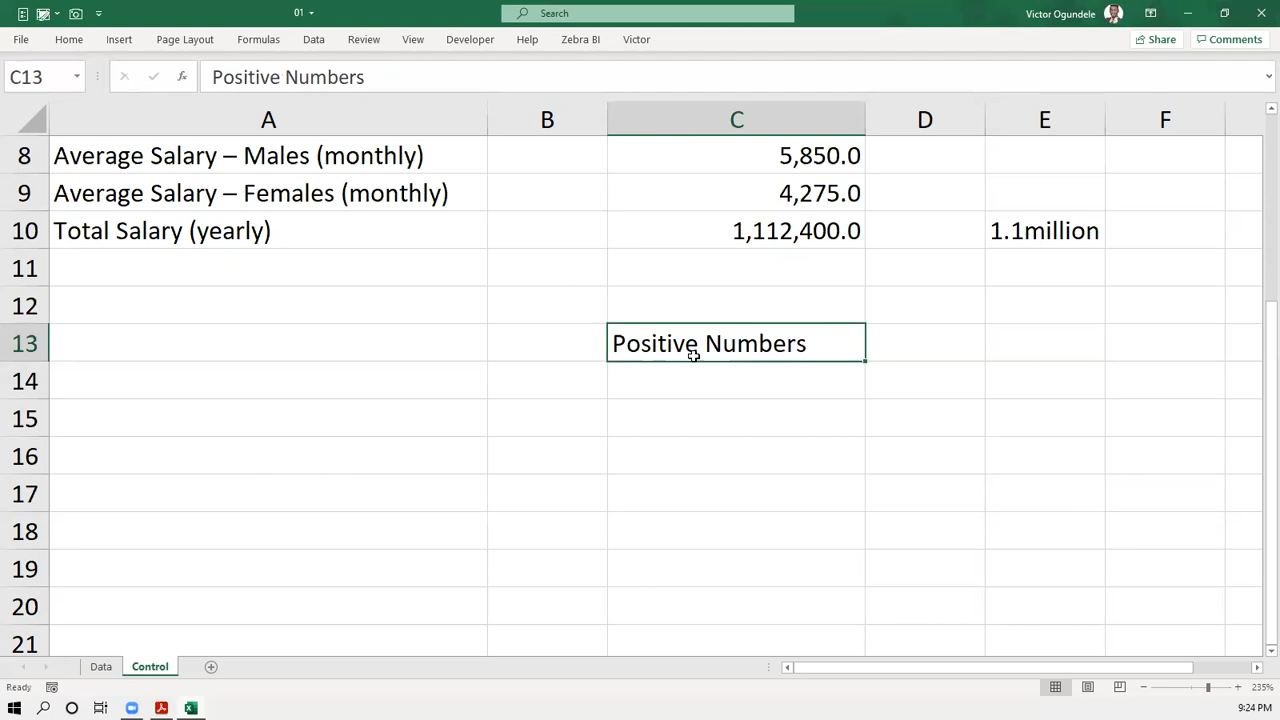 01
Search
Victor Ogundele
File Home Insert Page Layout Formulas Data Review View Developer Help Zebra BI Victor Share Comments
C13 fx Positive Numbers
A B C D E F
8 Average Salary – Males (monthly) 5,850.0
9 Average Salary – Females (monthly) 4,275.0
10 Total Salary (yearly) 1,112,400.0 1.1million
11
12
13 Positive Numbers
14
15
16
17
18
19
20
21
Data Control
Ready 235%
9:24 PM